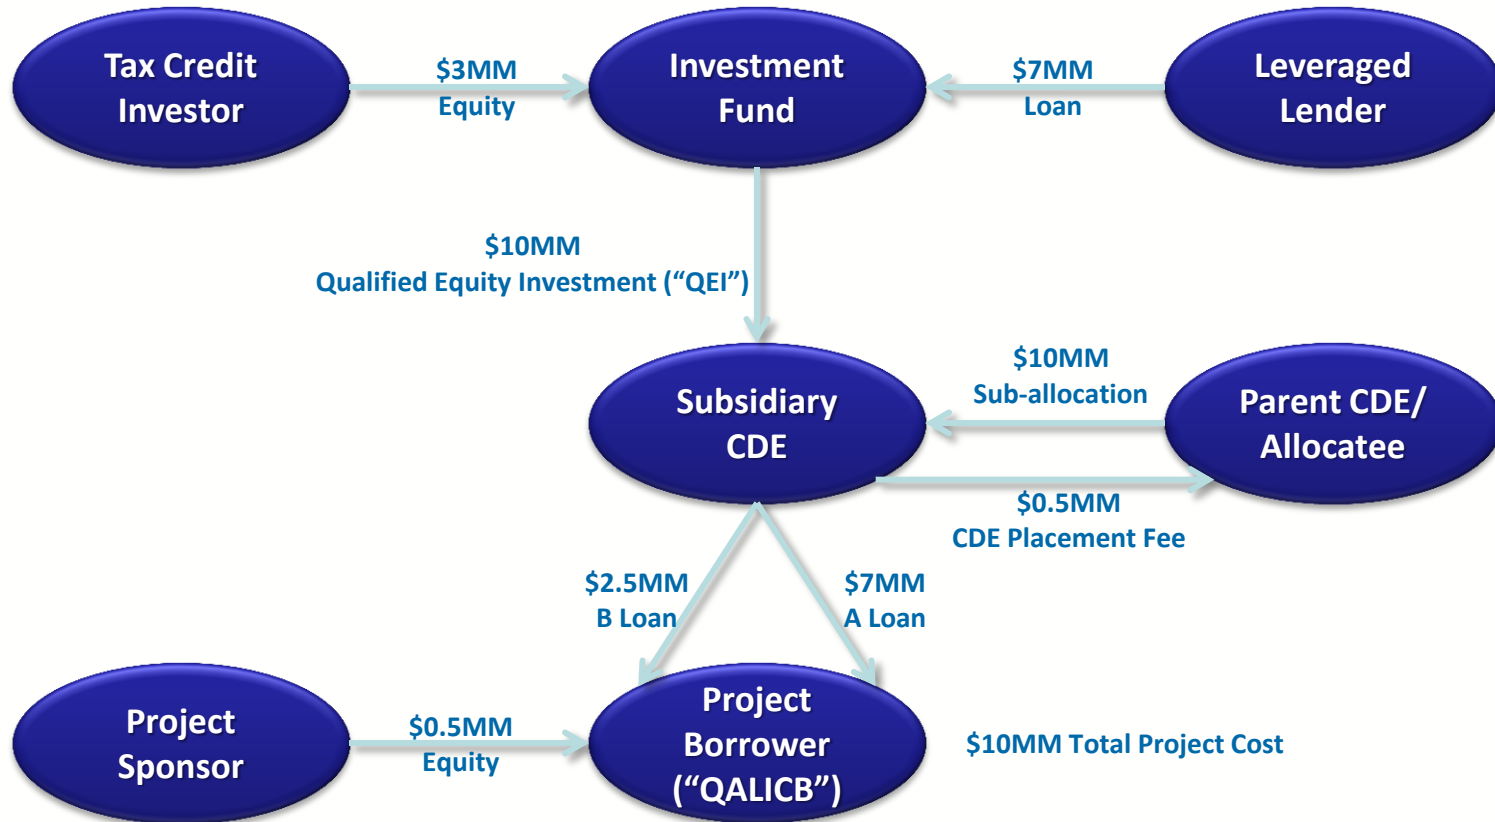 Tax Credit
Investor
$3MM
Equity
Investment
Fund
$7MM
Loan
Leveraged
Lender
$10MM
Qualified Equity Investment (“QEI”)
Subsidiary
CDE
$10MM
Sub-allocation
Parent CDE/
Allocatee
$0.5MM
CDE Placement Fee
$2.5MM
B Loan
$7MM
A Loan
Project
Sponsor
$0.5MM
Equity
Project
Borrower
(“QALICB”)
$10MM Total Project Cost